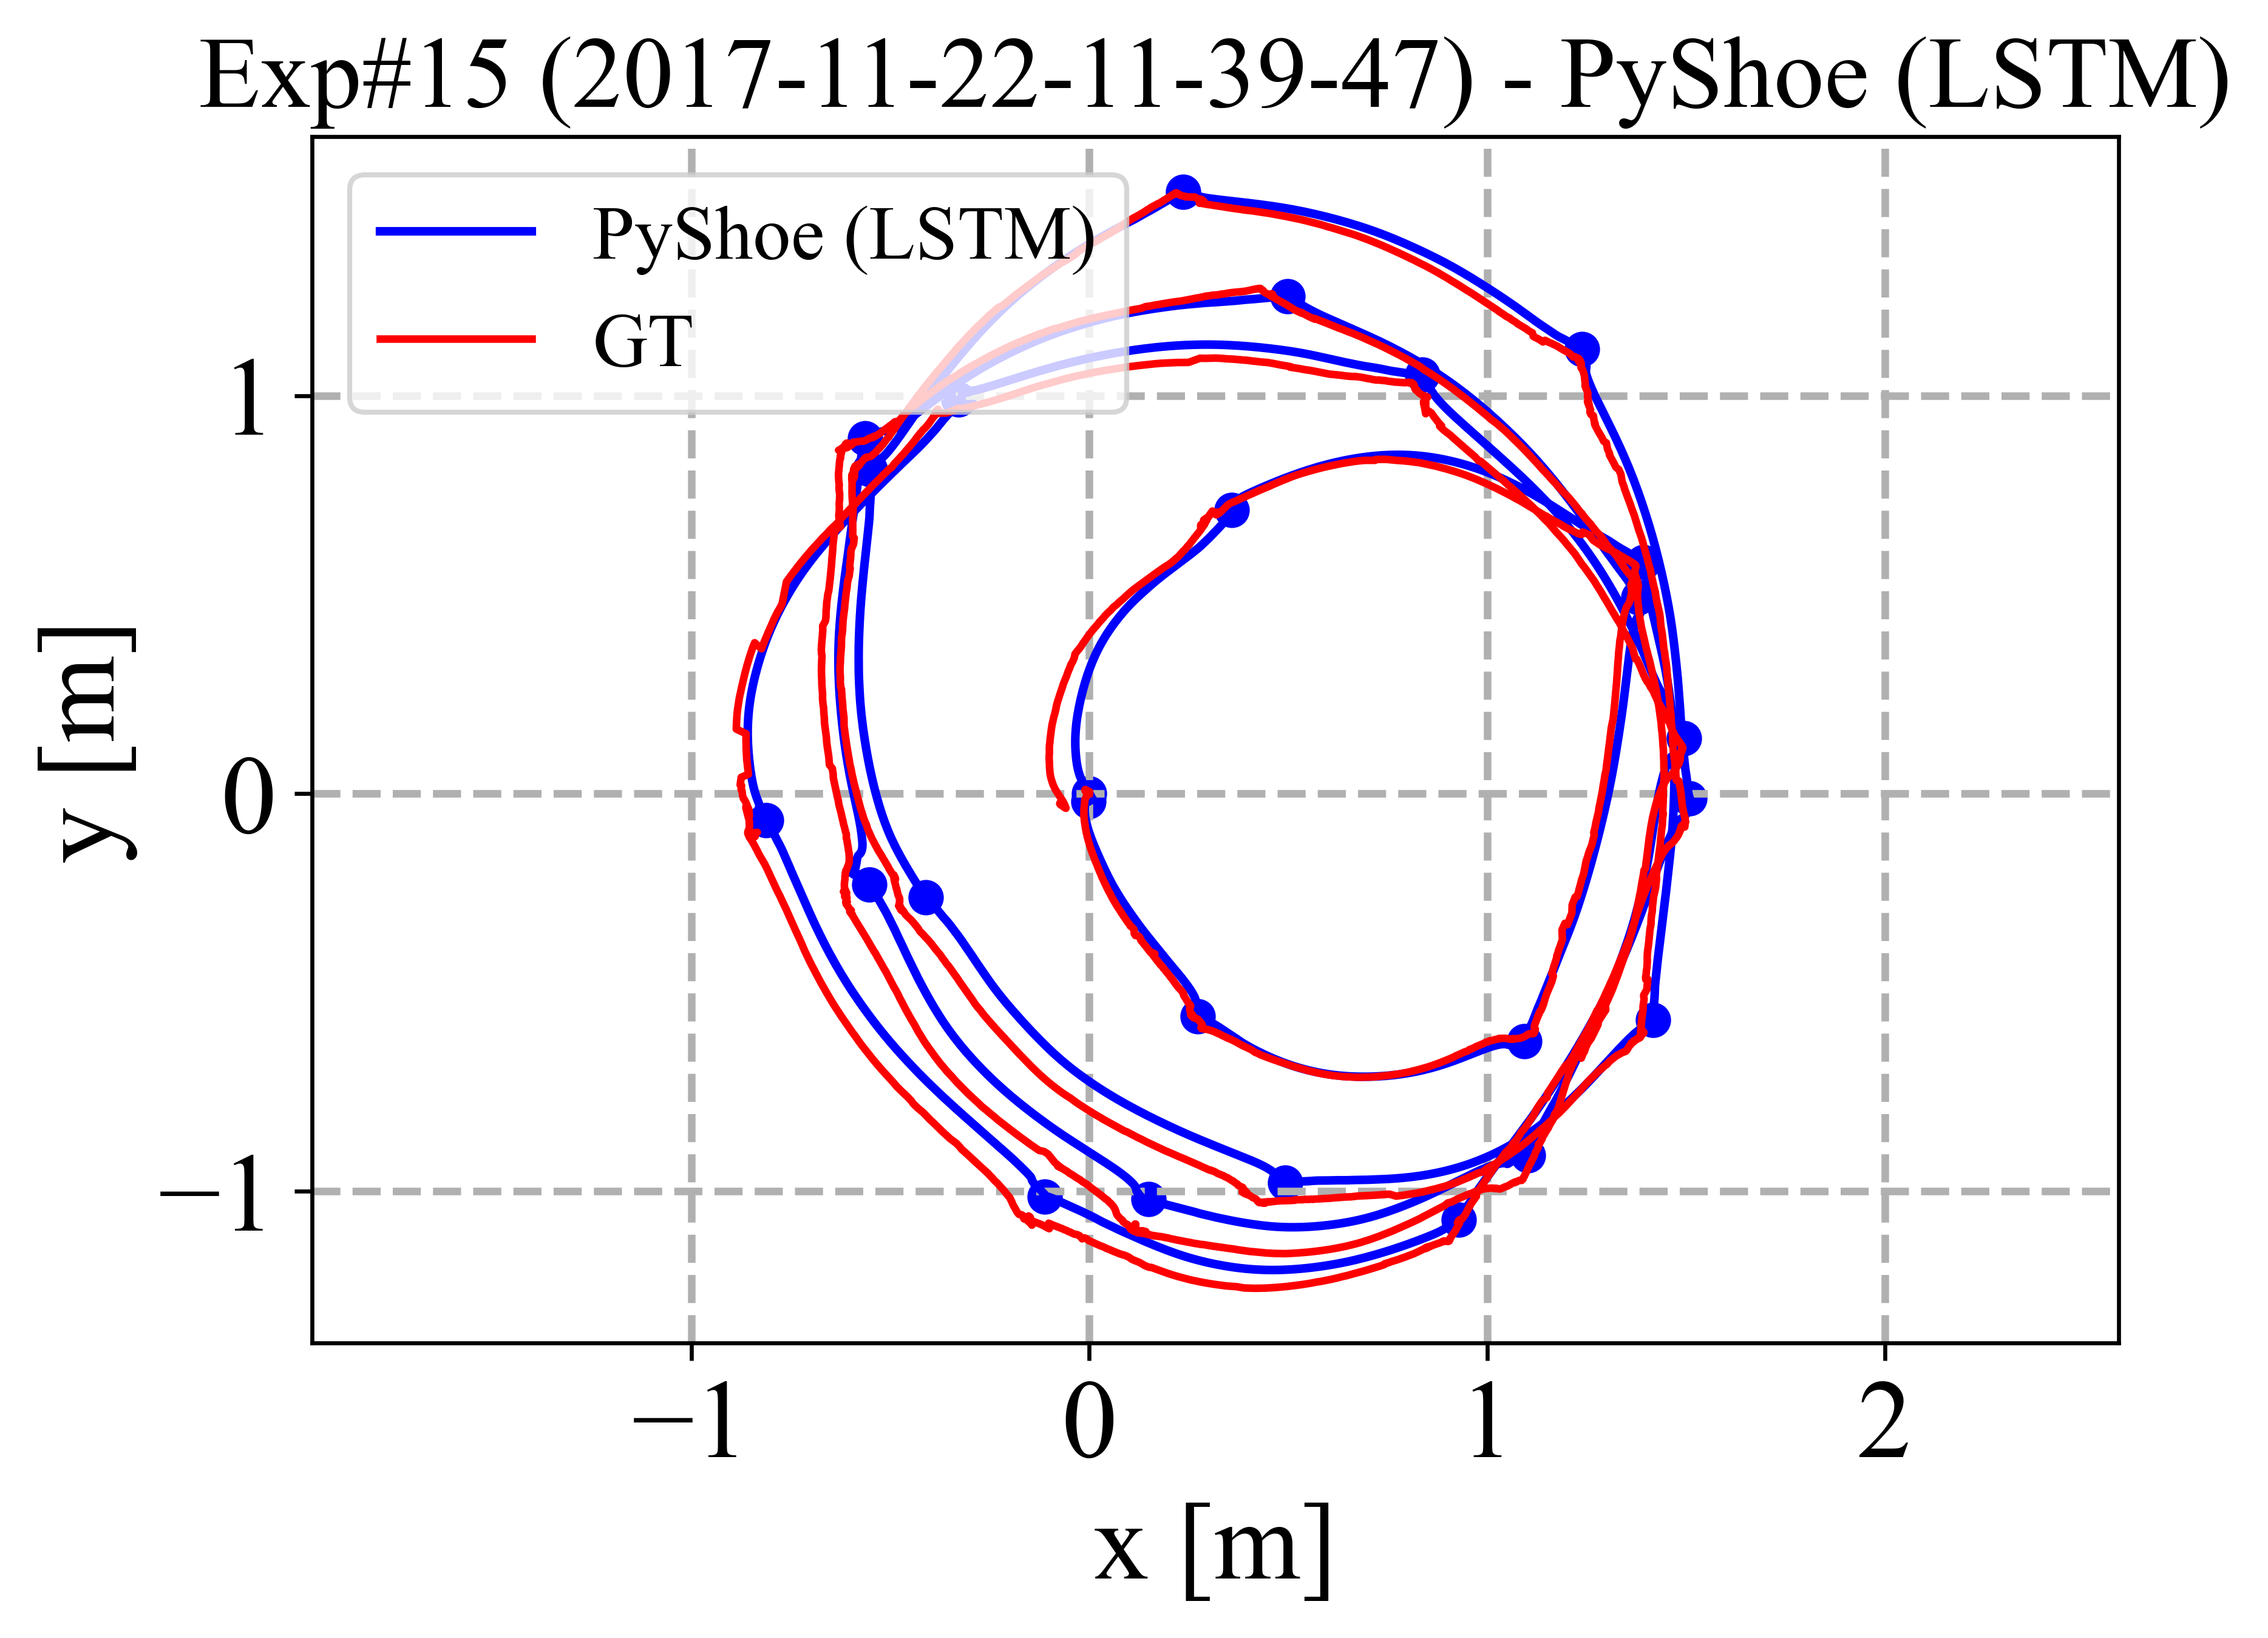 Exp#15 (2017-11-22-11-39-47) - PyShoe (LSTM)
PyShoe (LSTM)
GT
y [m]
1
0
−1
−1 0 1 2
x [m]